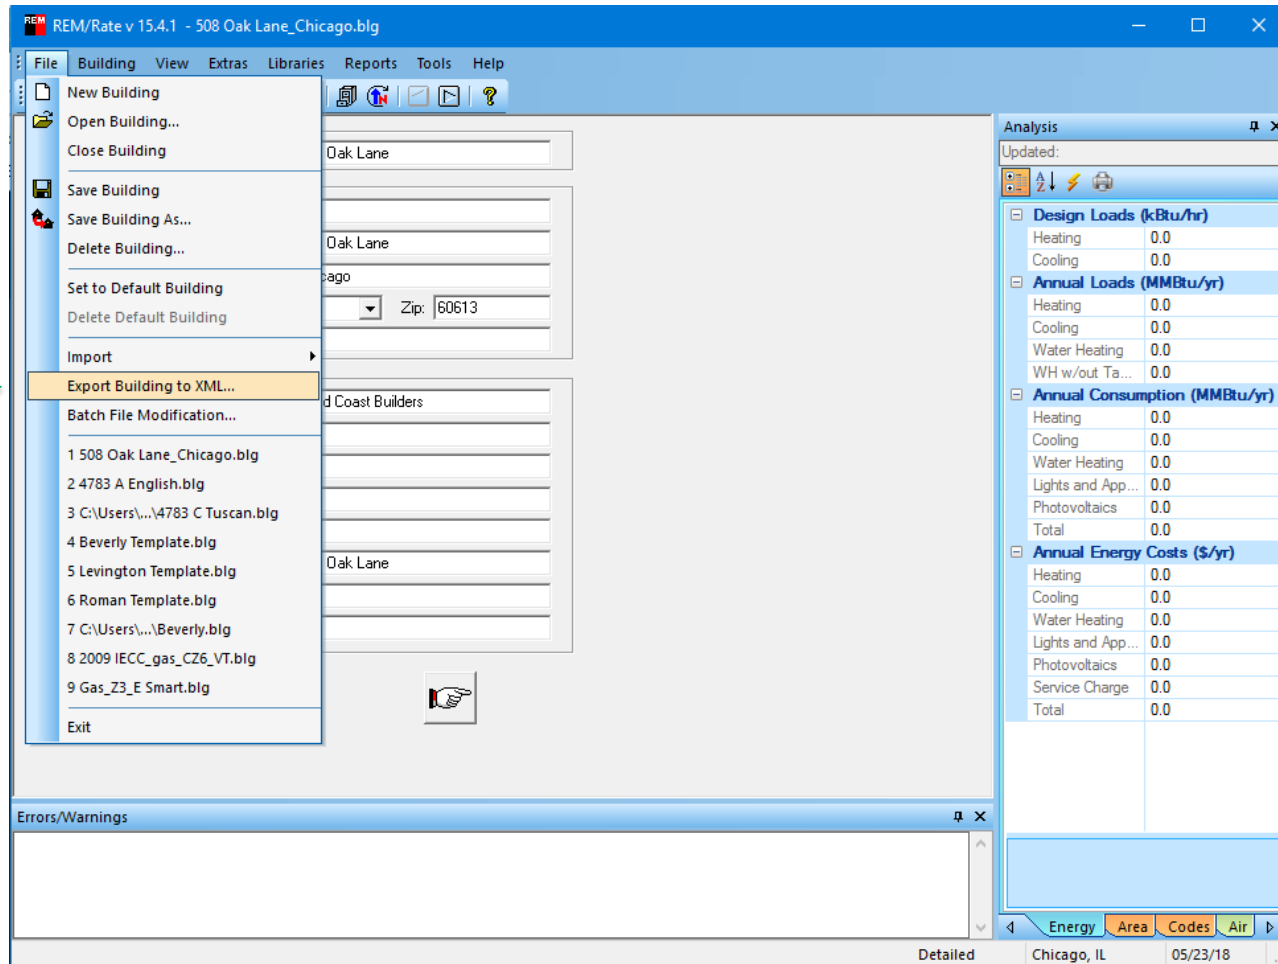 REM REM/Rate v 15.4.1 - 508 Oak Lane_Chicago.blg
File Building View Extras Libraries Reports Tools Help
New Building
Open Building...
Close Building
Save Building
Save Building As...
Delete Building...
Set to Default Building
Delete Default Building
Import
Export Building to XML...
Batch File Modification...
1 508 Oak Lane_Chicago.blg
2 4783 A English.blg
3 C:\Users\...\4783 C Tuscan.blg
4 Beverly Template.blg
5 Levington Template.blg
6 Roman Template.blg
7 C:\Users\...\Beverly.blg
8 2009 IECC_gas_CZ6_VT.blg
9 Gas_Z3_E Smart.blg
Exit
Oak Lane
Oak Lane
cago
Zip: 60613
d Coast Builders
Oak Lane
Analysis
Updated:
Design Loads (kBtu/hr)
Heating 0.0
Cooling 0.0
Annual Loads (MMBtu/yr)
Heating 0.0
Cooling 0.0
Water Heating 0.0
WH w/out Ta... 0.0
Annual Consumption (MMBtu/yr)
Heating 0.0
Cooling 0.0
Water Heating 0.0
Lights and App... 0.0
Photovoltaics 0.0
Total 0.0
Annual Energy Costs ($/yr)
Heating 0.0
Cooling 0.0
Water Heating 0.0
Lights and App... 0.0
Photovoltaics 0.0
Service Charge 0.0
Total 0.0
Errors/Warnings
Energy Area Codes Air
Detailed Chicago, IL 05/23/18